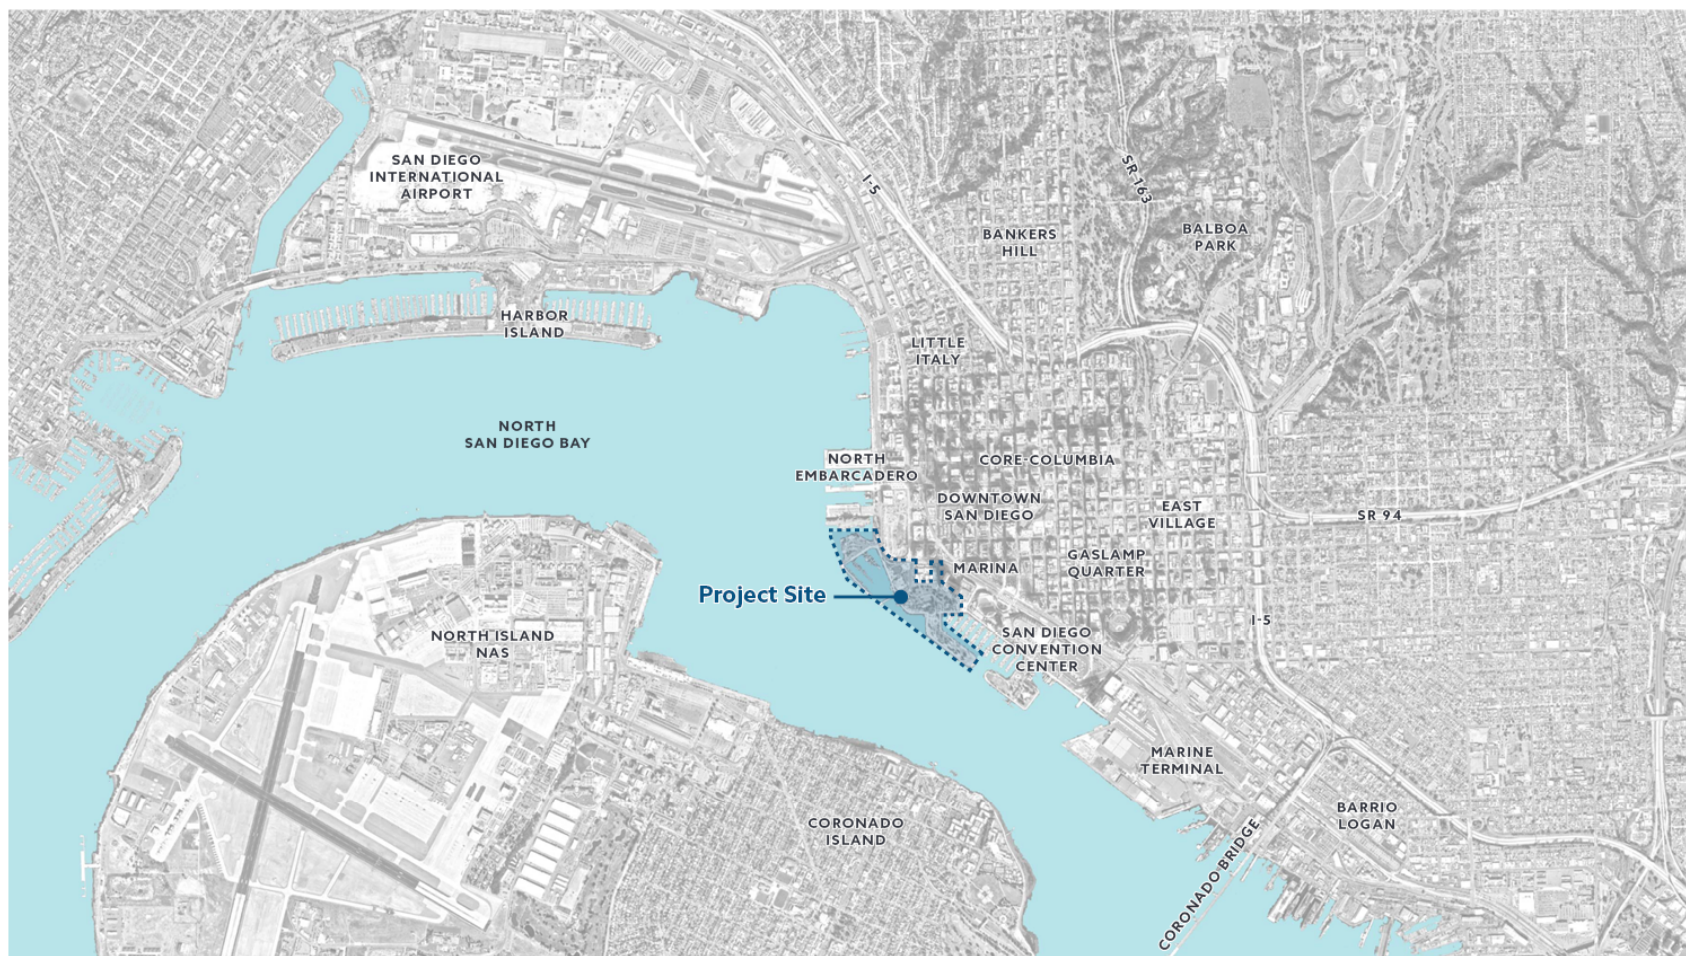 SAN DIEGO
INTERNATIONAL
AIRPORT
I-5
SR 163
BANKERS
HILL
BALBOA
PARK
HARBOR
ISLAND
LITTLE
ITALY
NORTH
SAN DIEGO BAY
NORTH
EMBARCADERO
CORE-COLUMBIA
DOWNTOWN
SAN DIEGO
EAST
VILLAGE
SR 94
GASLAMP
QUARTER
MARINA
Project Site
NORTH ISLAND
NAS
SAN DIEGO
CONVENTION
CENTER
I-5
MARINE
TERMINAL
CORONADO
ISLAND
BARRIO
LOGAN
CORONADO BRIDGE